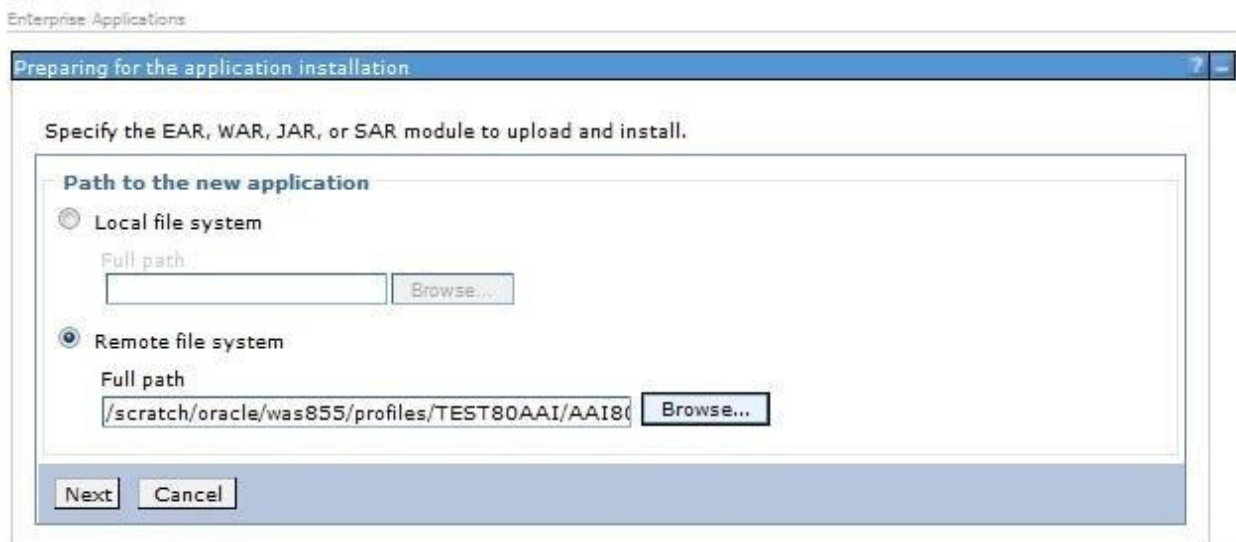 Enterprise Applications
Preparing for the application installation ? –
Specify the EAR, WAR, JAR, or SAR module to upload and install.
Path to the new application
Local file system
Full path
Browse...
Remote file system
Full path
/scratch/oracle/was855/profiles/TEST80AAI/AAI80
Browse...
Next Cancel